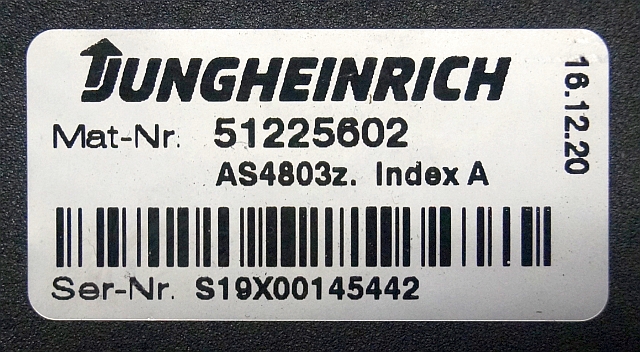 JUNGHEINRICH
Mat-Nr. 51225602
AS4803z. Index A
Ser-Nr. S19X00145442
16.12.20